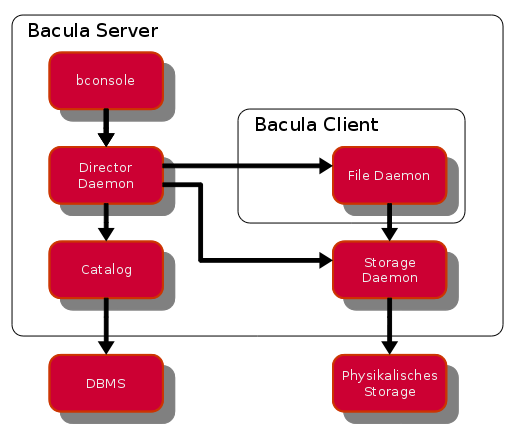 Bacula Server
bconsole
Bacula Client
Director
Daemon
File Daemon
Catalog
Storage
Daemon
DBMS
Physikalisches
Storage